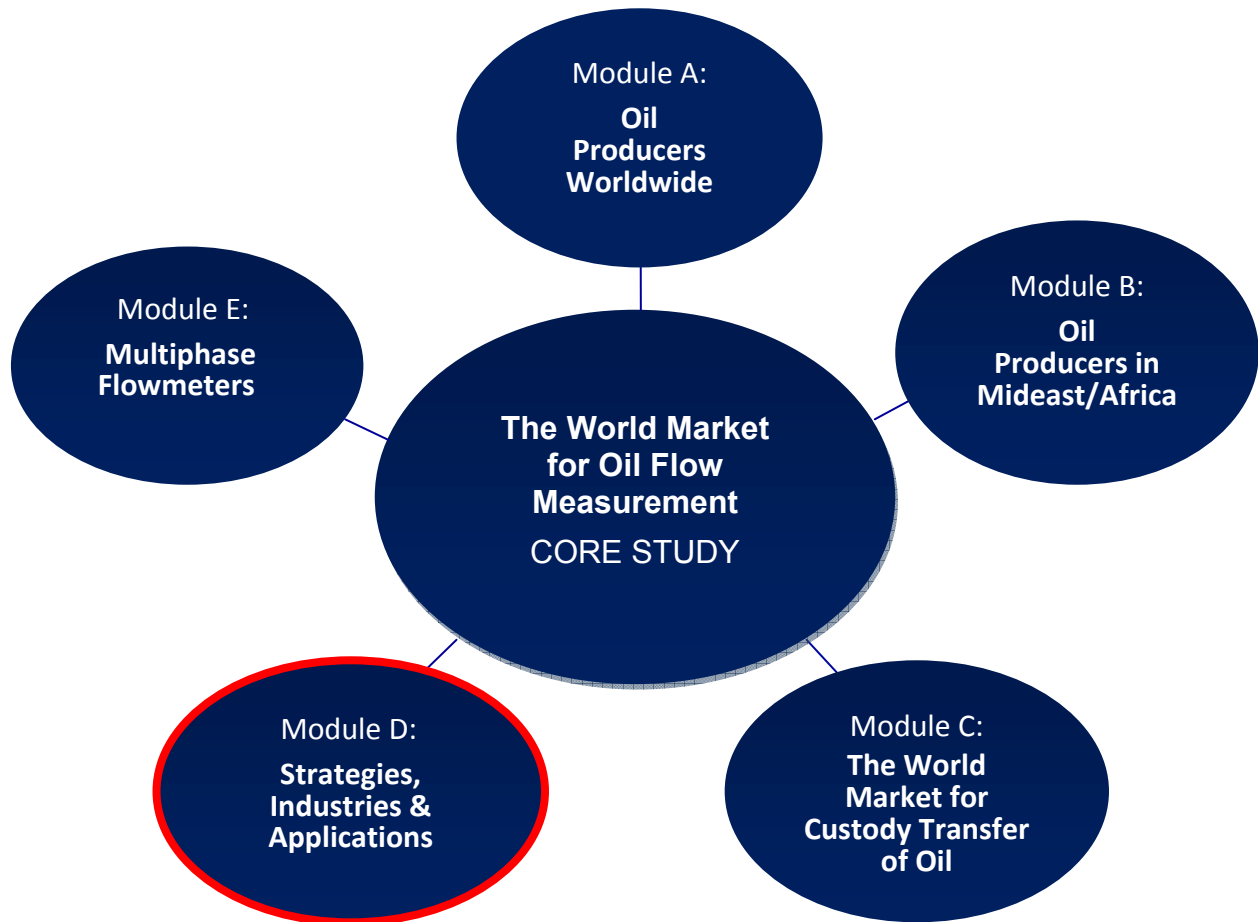 Module A:
Oil
Producers
Worldwide
Module E:
Multiphase
Flowmeters
Module B:
Oil
Producers in
Mideast/Africa
The World Market
for Oil Flow
Measurement
CORE STUDY
Module D:
Strategies,
Industries &
Applications
Module C:
The World
Market for
Custody Transfer
of Oil